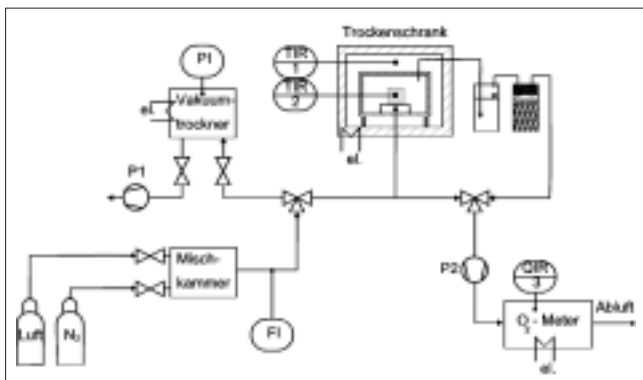 Trockenschrank
PI
TIR
1
TIR
2
Vakuum-
trockner
el.
el.
P1
Misch-
kammer
P2
QIR
3
Luft
N₂
FI
O₂-Meter
Abluft
el.